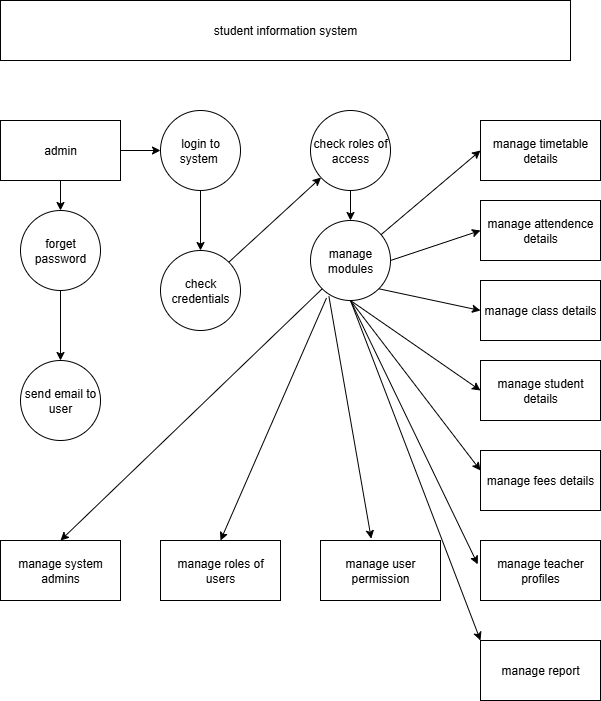 student information system
admin
login to
system
check roles of
access
manage timetable
details
forget
password
check
credentials
manage
modules
manage attendence
details
manage class details
send email to
user
manage student
details
manage fees details
manage system
admins
manage roles of
users
manage user
permission
manage teacher
profiles
manage report